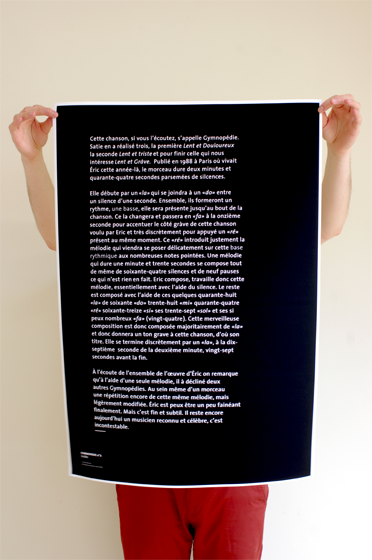 Cette chanson, si vous l'écoutez, s'appelle Gymnopédie.
Satie en a réalisé trois, la première Lent et Douloureux
la seconde Lent et triste et pour finir celle qui nous
intéresse Lent et Grave. Publié en 1988 à Paris où vivait
Éric cette année-là, le morceau dure deux minutes et
quarante-quatre secondes parsemées de silences.
Elle débute par un «la» qui se joindra à un «do» entre
un silence d'une seconde. Ensemble, ils formeront un
rythme, une basse, elle sera présente jusqu'au bout de la
chanson. Ce la changera et passera en «fa» à la onzième
seconde pour accentuer le côté grave de cette chanson
voulu par Eric et très discrètement pour appuyé un «ré»
présent au même moment. Ce «ré» introduit justement la
mélodie qui viendra se poser délicatement sur cette base
rythmique aux nombreuses notes pointées. Une mélodie
qui dure une minute et trente secondes se compose tout
de même de soixante-quatre silences et de neuf pauses
ce qui n'est rien en fait. Eric compose, travaille donc cette
mélodie, essentiellement avec l'aide du silence. Le reste
est composé avec l'aide de ces quelques quarante-huit
«la» de soixante «do» trente-huit «mi» quarante-quatre
«ré» soixante-treize «si» ses trente-sept «sol» et ses si
peux nombreux «fa» (vingt-quatre). Cette merveilleuse
composition est donc composée majoritairement de «la»
et donc donnera un ton grave à cette chanson, d'où son
titre. Elle se termine discrètement par un «la», à la dix-
septième seconde de la deuxième minute, vingt-sept
secondes avant la fin.
À l'écoute de l'ensemble de l'œuvre d'Éric on remarque
qu'à l'aide d'une seule mélodie, il à décliné deux
autres Gymnopédies. Au sein même d'un morceau
une répétition encore de cette même mélodie, mais
légèrement modifiée. Éric est peux être un peu fainéant
finalement. Mais c'est fin et subtil. Il reste encore
aujourd'hui un musicien reconnu et célèbre, c'est
incontestable.